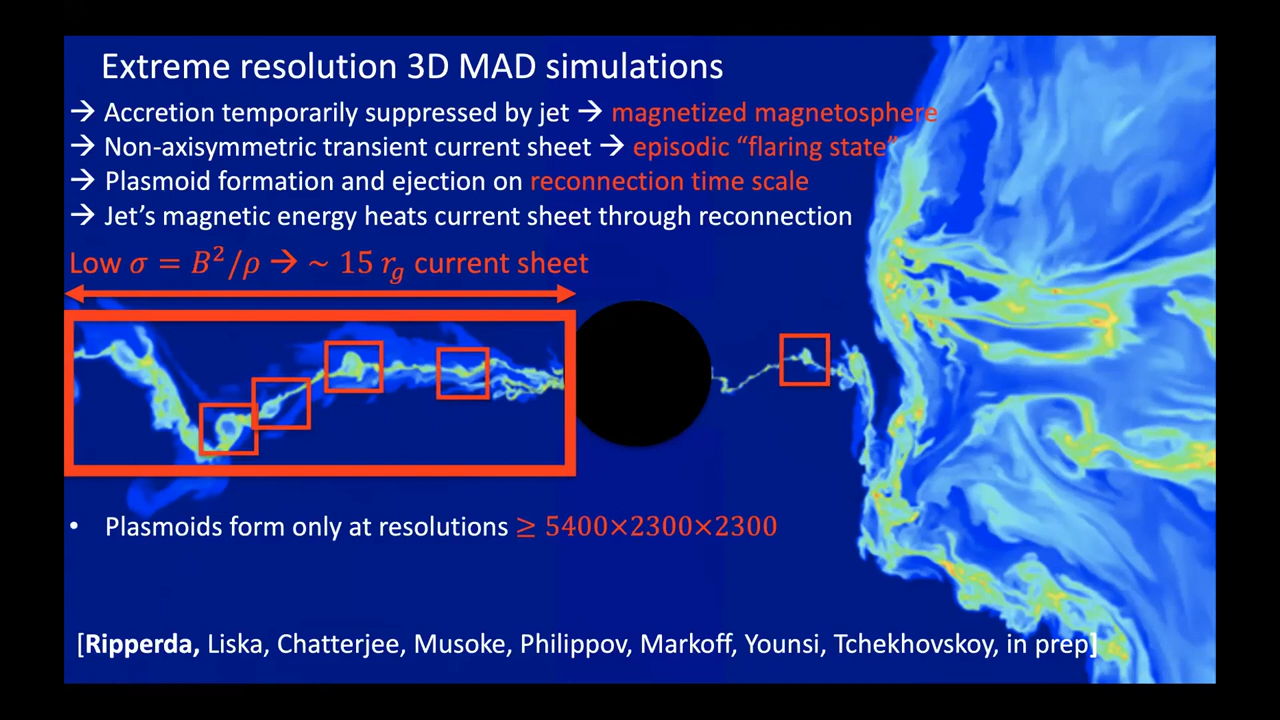 Extreme resolution 3D MAD simulations
→ Accretion temporarily suppressed by jet → magnetized magnetosphere
→ Non-axisymmetric transient current sheet → episodic “flaring state”
→ Plasmoid formation and ejection on reconnection time scale
→ Jet’s magnetic energy heats current sheet through reconnection
Low σ = B²/ρ → ~ 15 r_g current sheet
• Plasmoids form only at resolutions ≥ 5400×2300×2300
[Ripperda, Liska, Chatterjee, Musoke, Philippov, Markoff, Younsi, Tchekhovskoy, in prep]